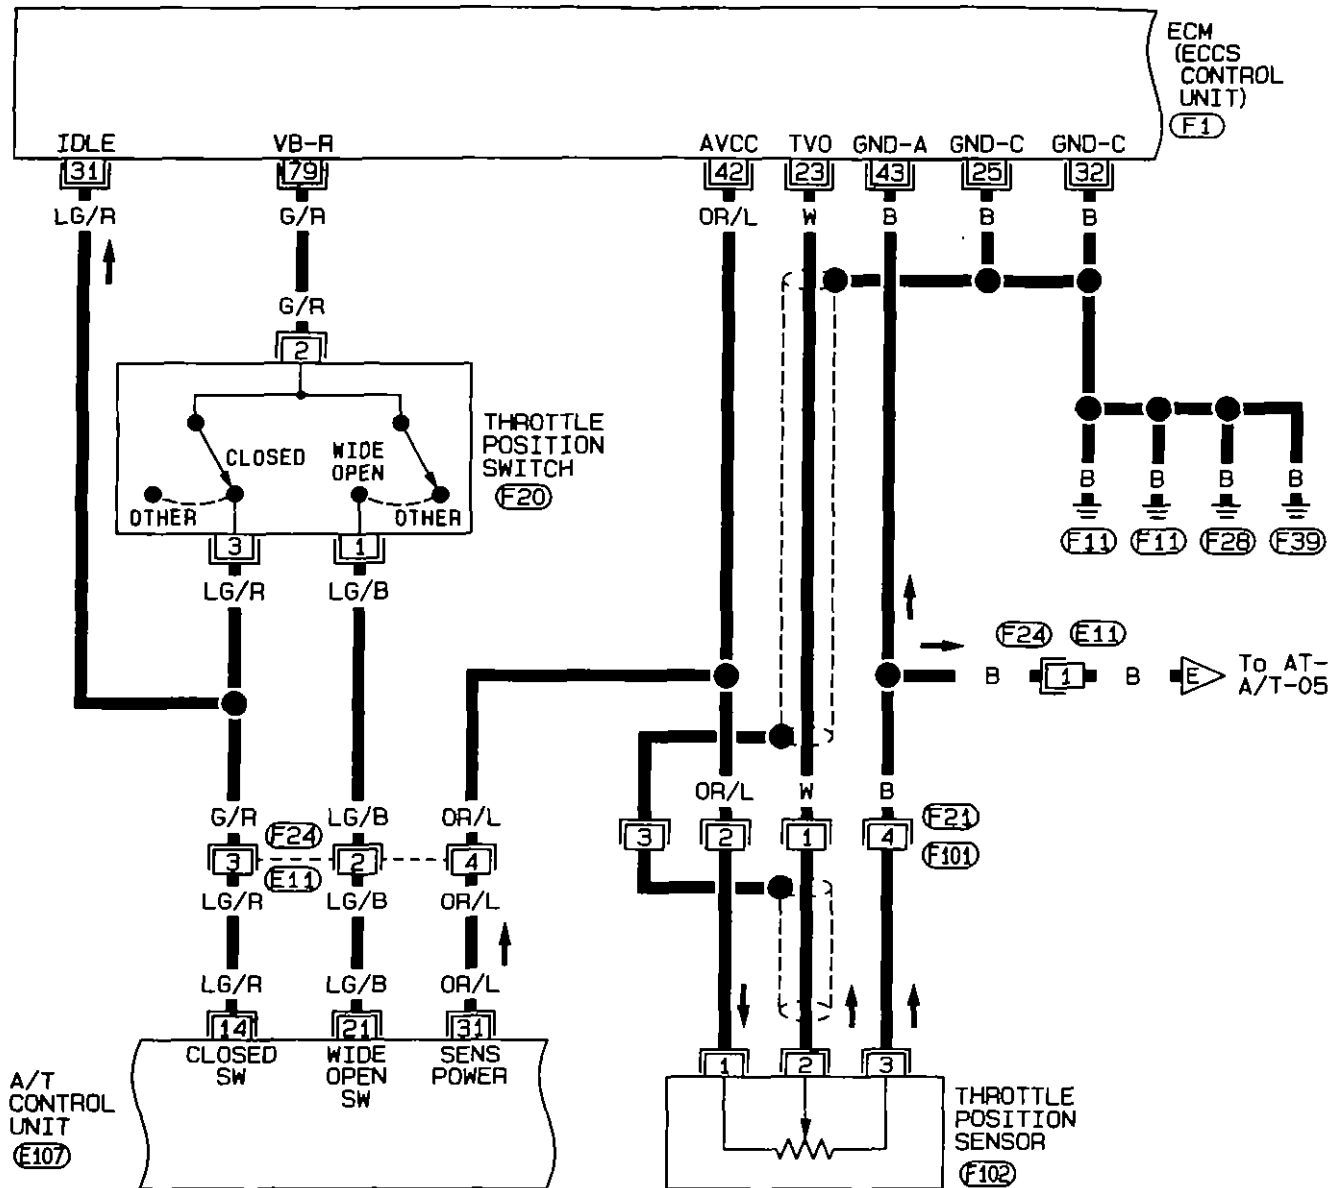 ECM
(ECCS
CONTROL
UNIT)
F1
IDLE VB-R AVCC TVO GND-A GND-C GND-C
31 79 42 23 43 25 32
LG/R G/R OR/L W B B B
G/R
2
THROTTLE
POSITION
SWITCH
F20
CLOSED
WIDE
OPEN
OTHER
OTHER
B B B B
F11 F11 F28 F39
3 1
LG/R LG/B
F24 E11
B 1 B E
To AT-
A/T-05
OR/L W B
G/R LG/B OR/L
F24
F21
3 2 1 4
F101
3 2 4
E11
LG/R LG/B OR/L
LG/R LG/B OR/L
14 21 31
CLOSED
SW
WIDE
OPEN
SW
SENS
POWER
A/T
CONTROL
UNIT
E107
1 2 3
THROTTLE
POSITION
SENSOR
F102